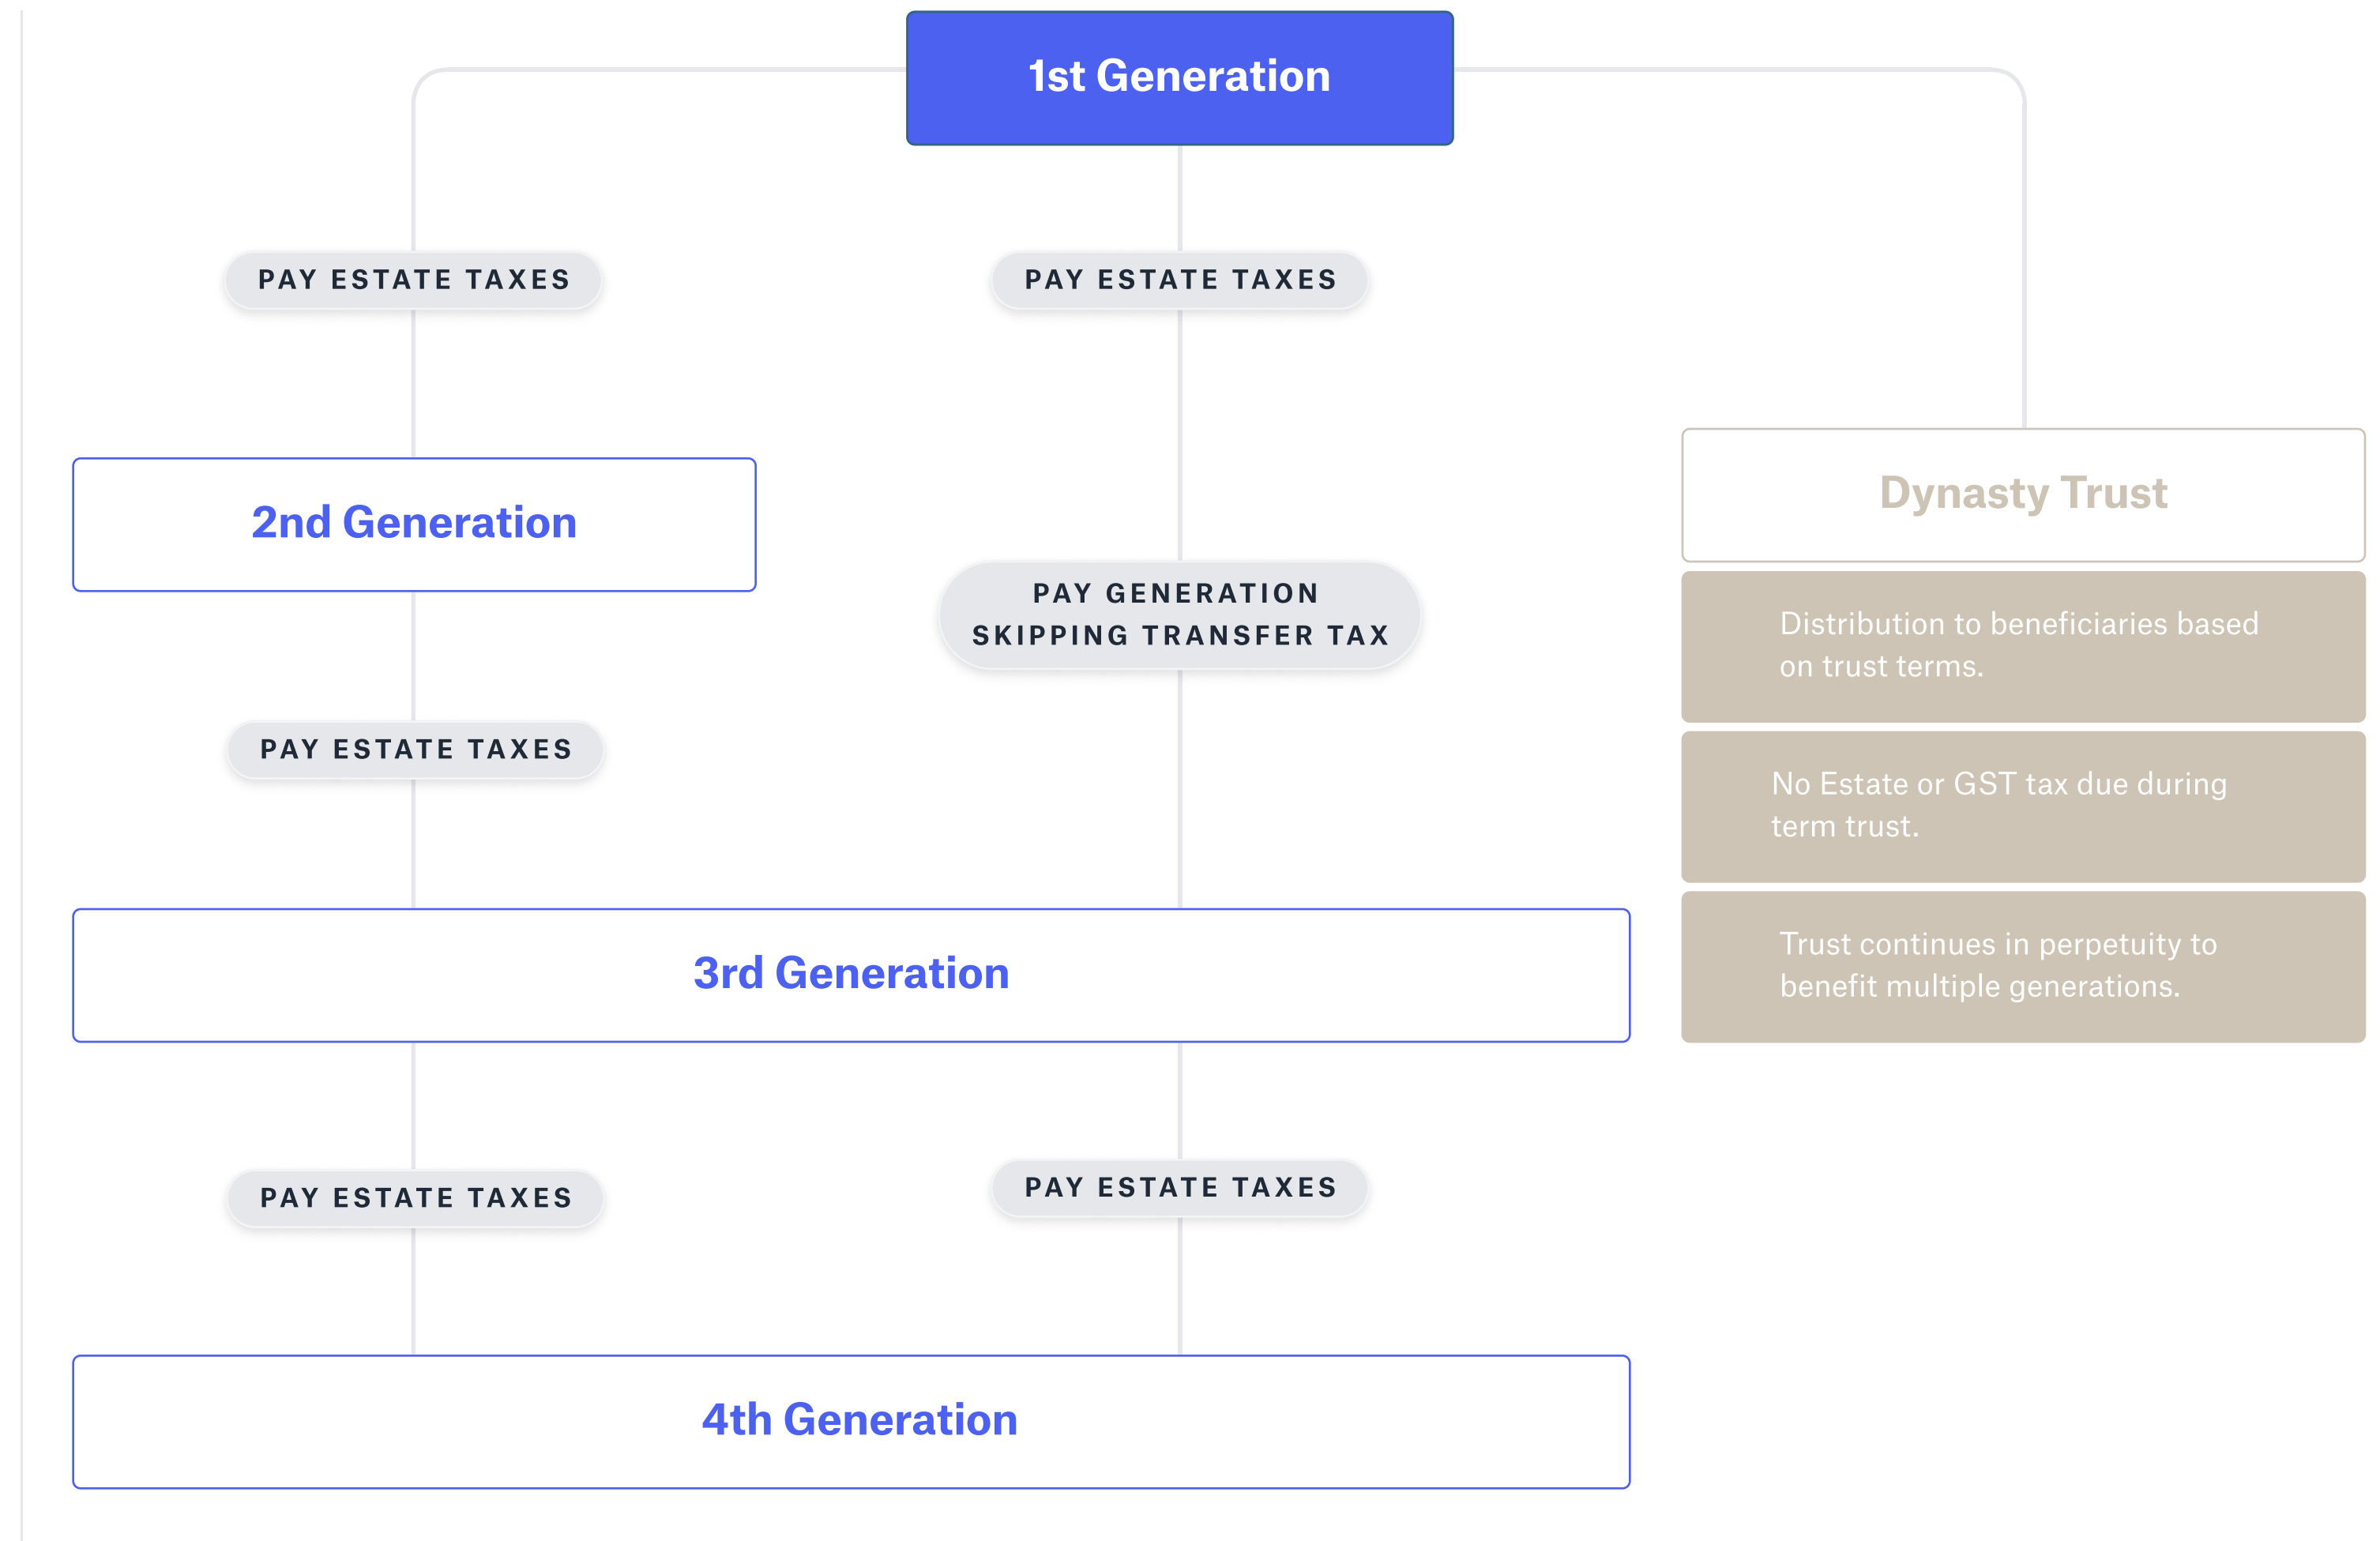 1st Generation
PAY ESTATE TAXES
PAY ESTATE TAXES
2nd Generation
Dynasty Trust
PAY GENERATION
SKIPPING TRANSFER TAX
Distribution to beneficiaries based
on trust terms.
PAY ESTATE TAXES
No Estate or GST tax due during
term trust.
3rd Generation
Trust continues in perpetuity to
benefit multiple generations.
PAY ESTATE TAXES
PAY ESTATE TAXES
4th Generation